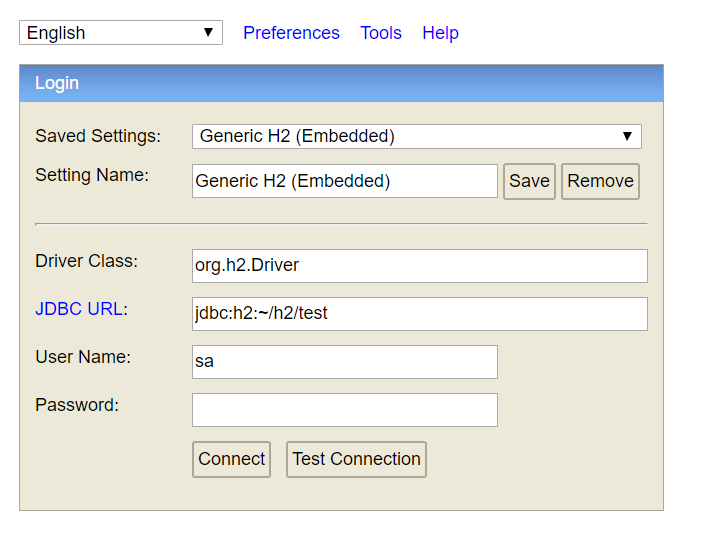 English Preferences Tools Help
Login
Saved Settings: Generic H2 (Embedded)
Setting Name: Generic H2 (Embedded) Save Remove
Driver Class: org.h2.Driver
JDBC URL: jdbc:h2:~/h2/test
User Name: sa
Password:
Connect Test Connection